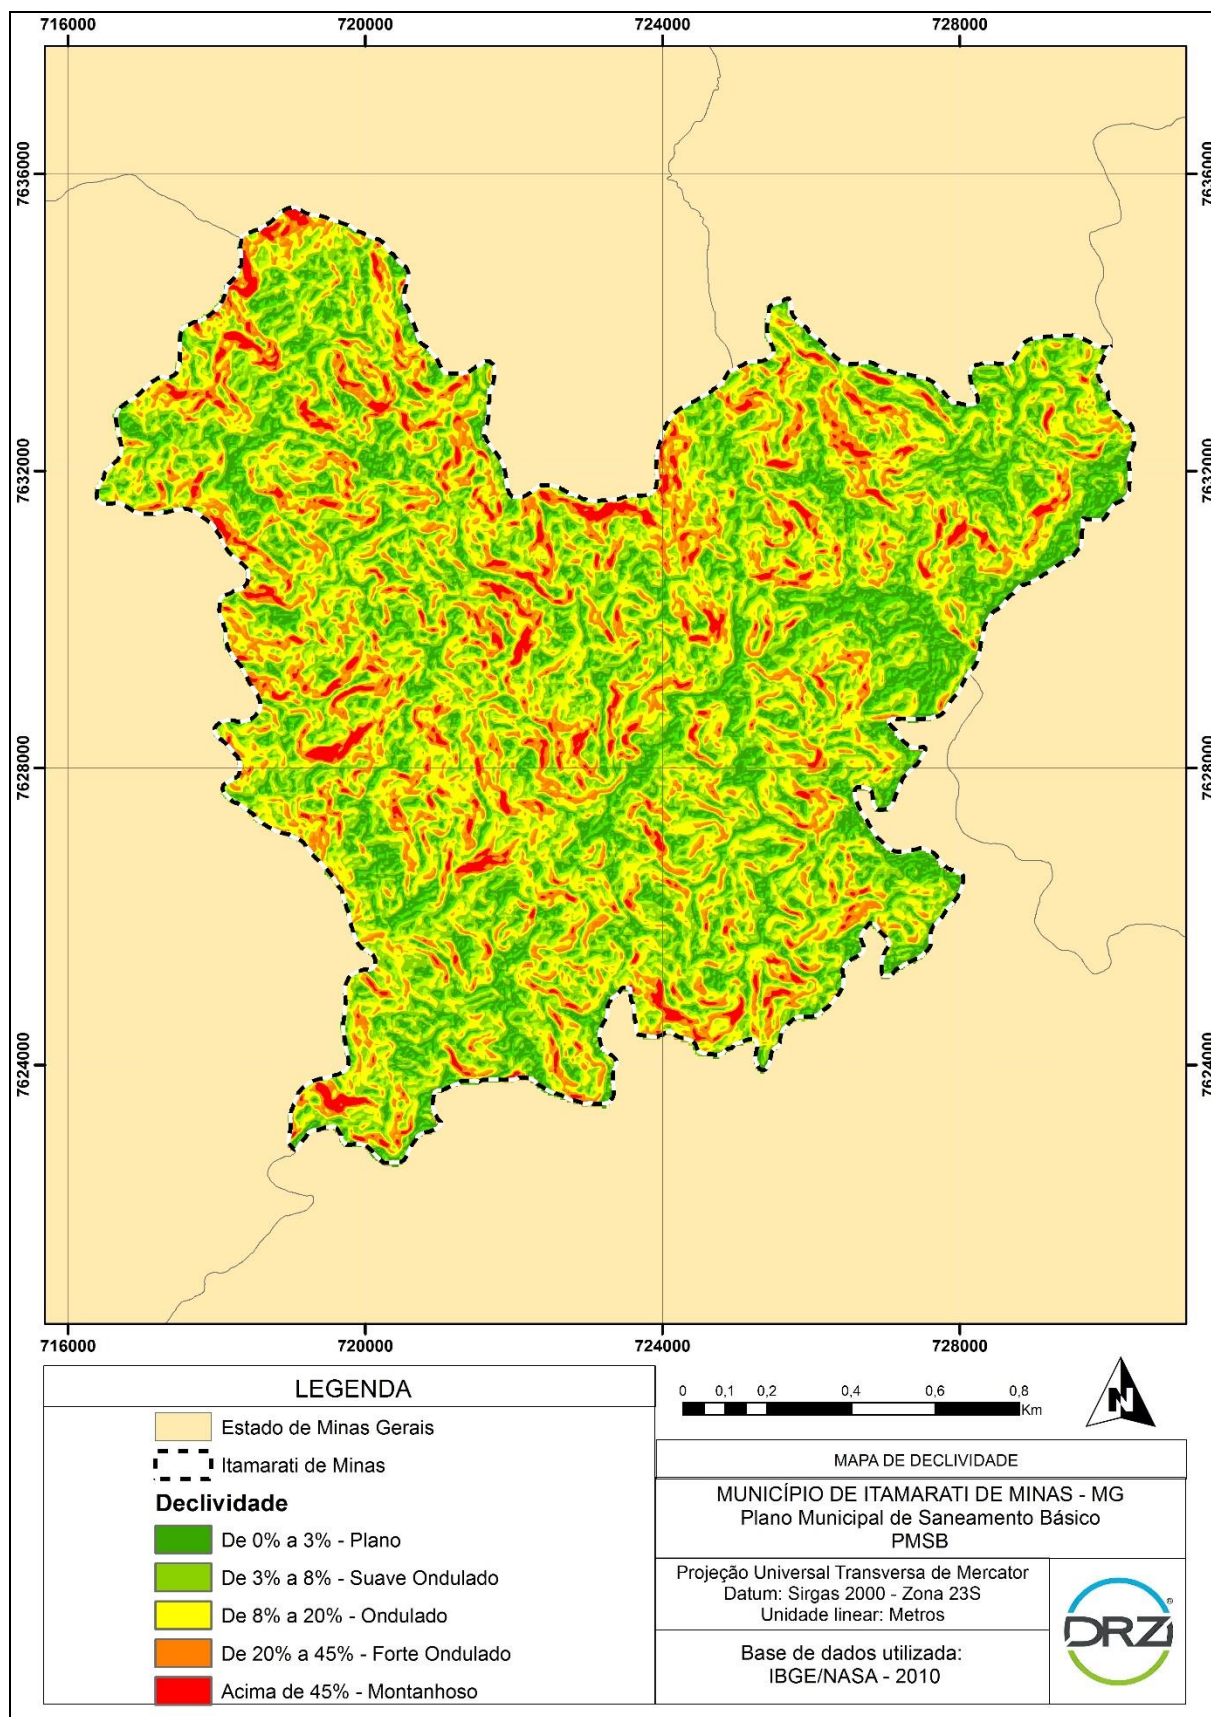 716000 720000 724000 728000
7636000 7636000
7632000 7632000
7628000 7628000
7624000 7624000
716000 720000 724000 728000
LEGENDA
Estado de Minas Gerais
Itamarati de Minas
Declividade
De 0% a 3% - Plano
De 3% a 8% - Suave Ondulado
De 8% a 20% - Ondulado
De 20% a 45% - Forte Ondulado
Acima de 45% - Montanhoso
0 0,1 0,2 0,4 0,6 0,8
Km
N
MAPA DE DECLIVIDADE
MUNICÍPIO DE ITAMARATI DE MINAS - MG
Plano Municipal de Saneamento Básico
PMSB
Projeção Universal Transversa de Mercator
Datum: Sirgas 2000 - Zona 23S
Unidade linear: Metros
Base de dados utilizada:
IBGE/NASA - 2010
DRZ®